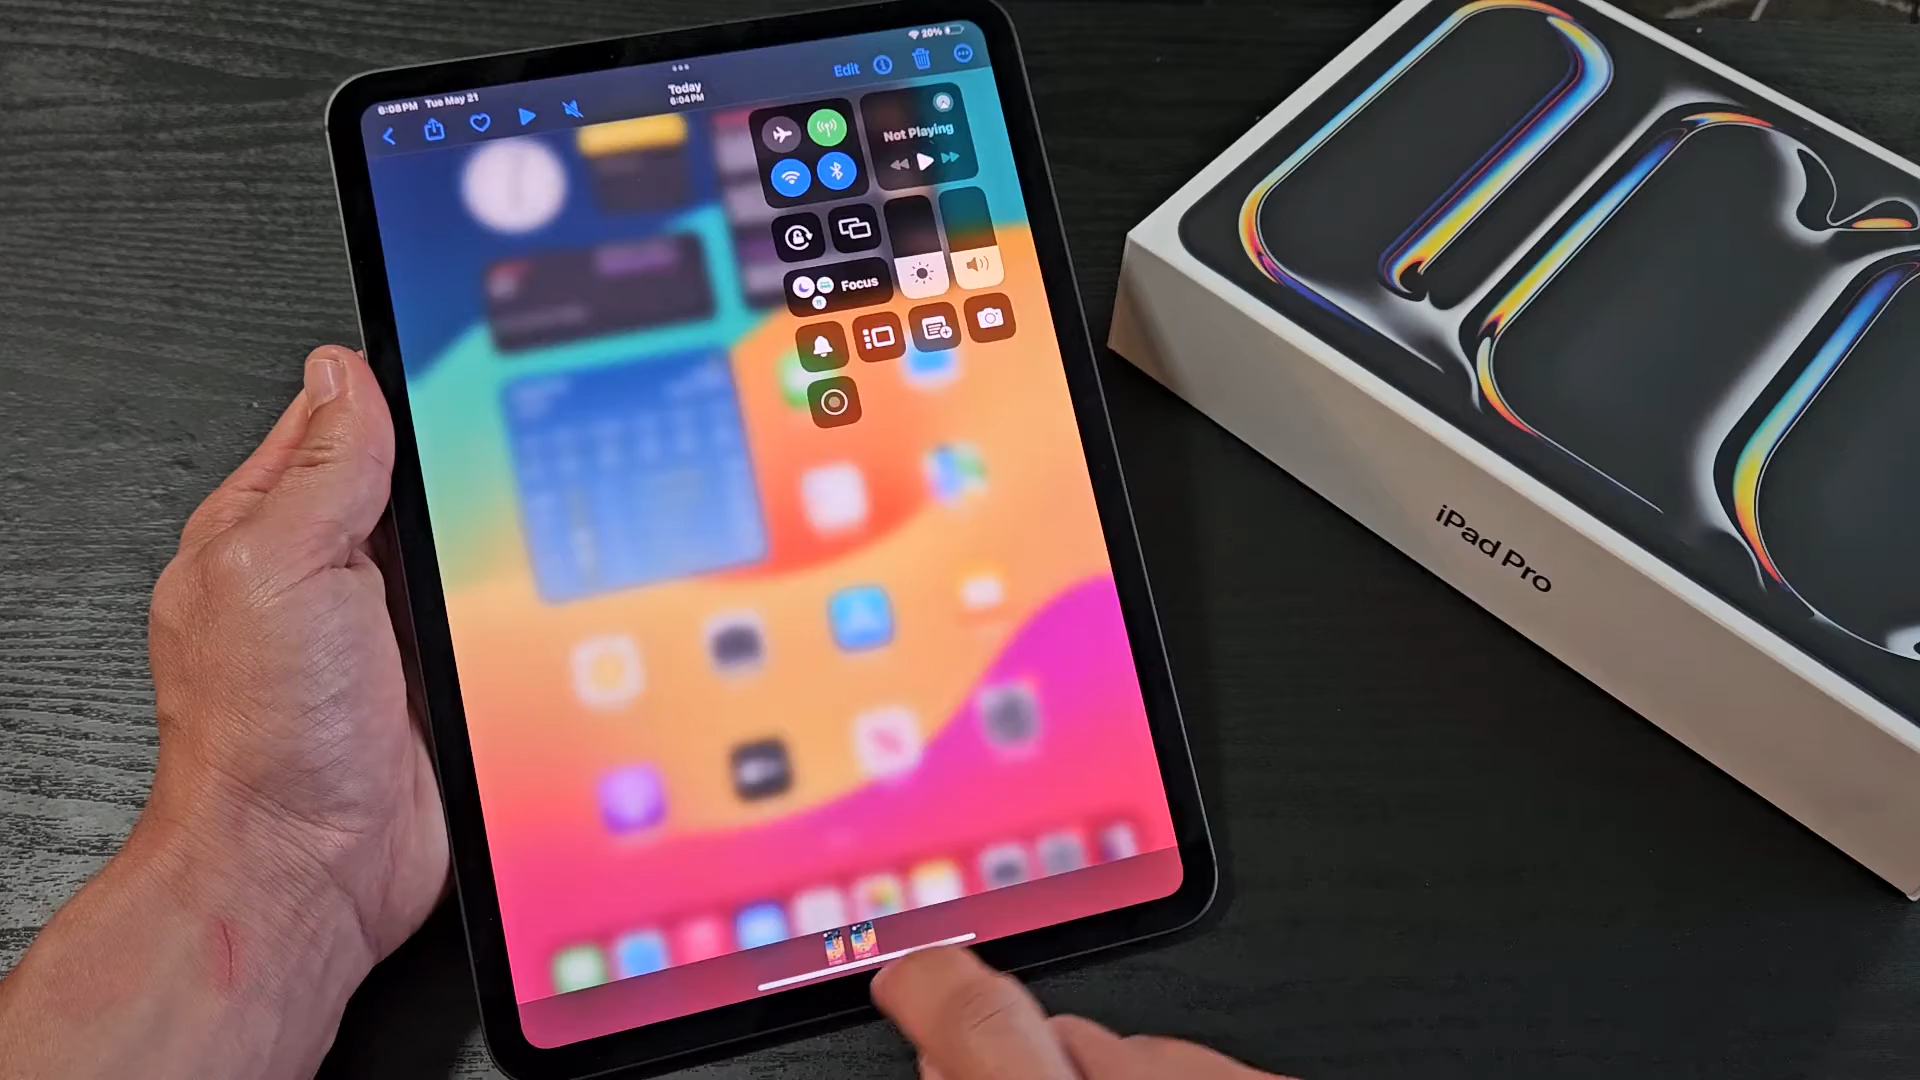 6:08 PM Tue May 21
20%
Today
6:04 PM
Edit
Not Playing
Focus
iPad Pro